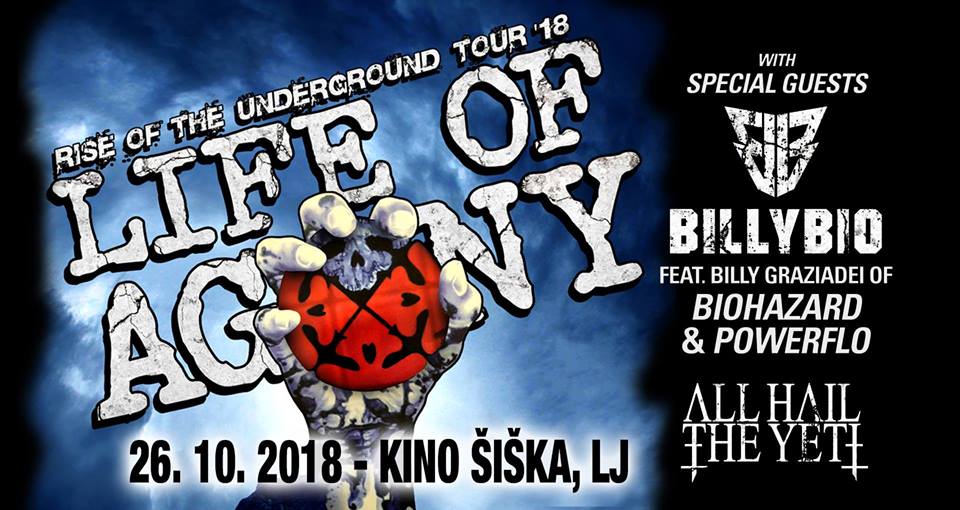 RISE OF THE UNDERGROUND TOUR '18
LIFE OF
AGONY
26. 10. 2018 - KINO ŠIŠKA, LJ
WITH
SPECIAL GUESTS
BILLYBIO
FEAT. BILLY GRAZIADEI OF
BIOHAZARD
& POWERFLO
ALL HAIL
THE YETI